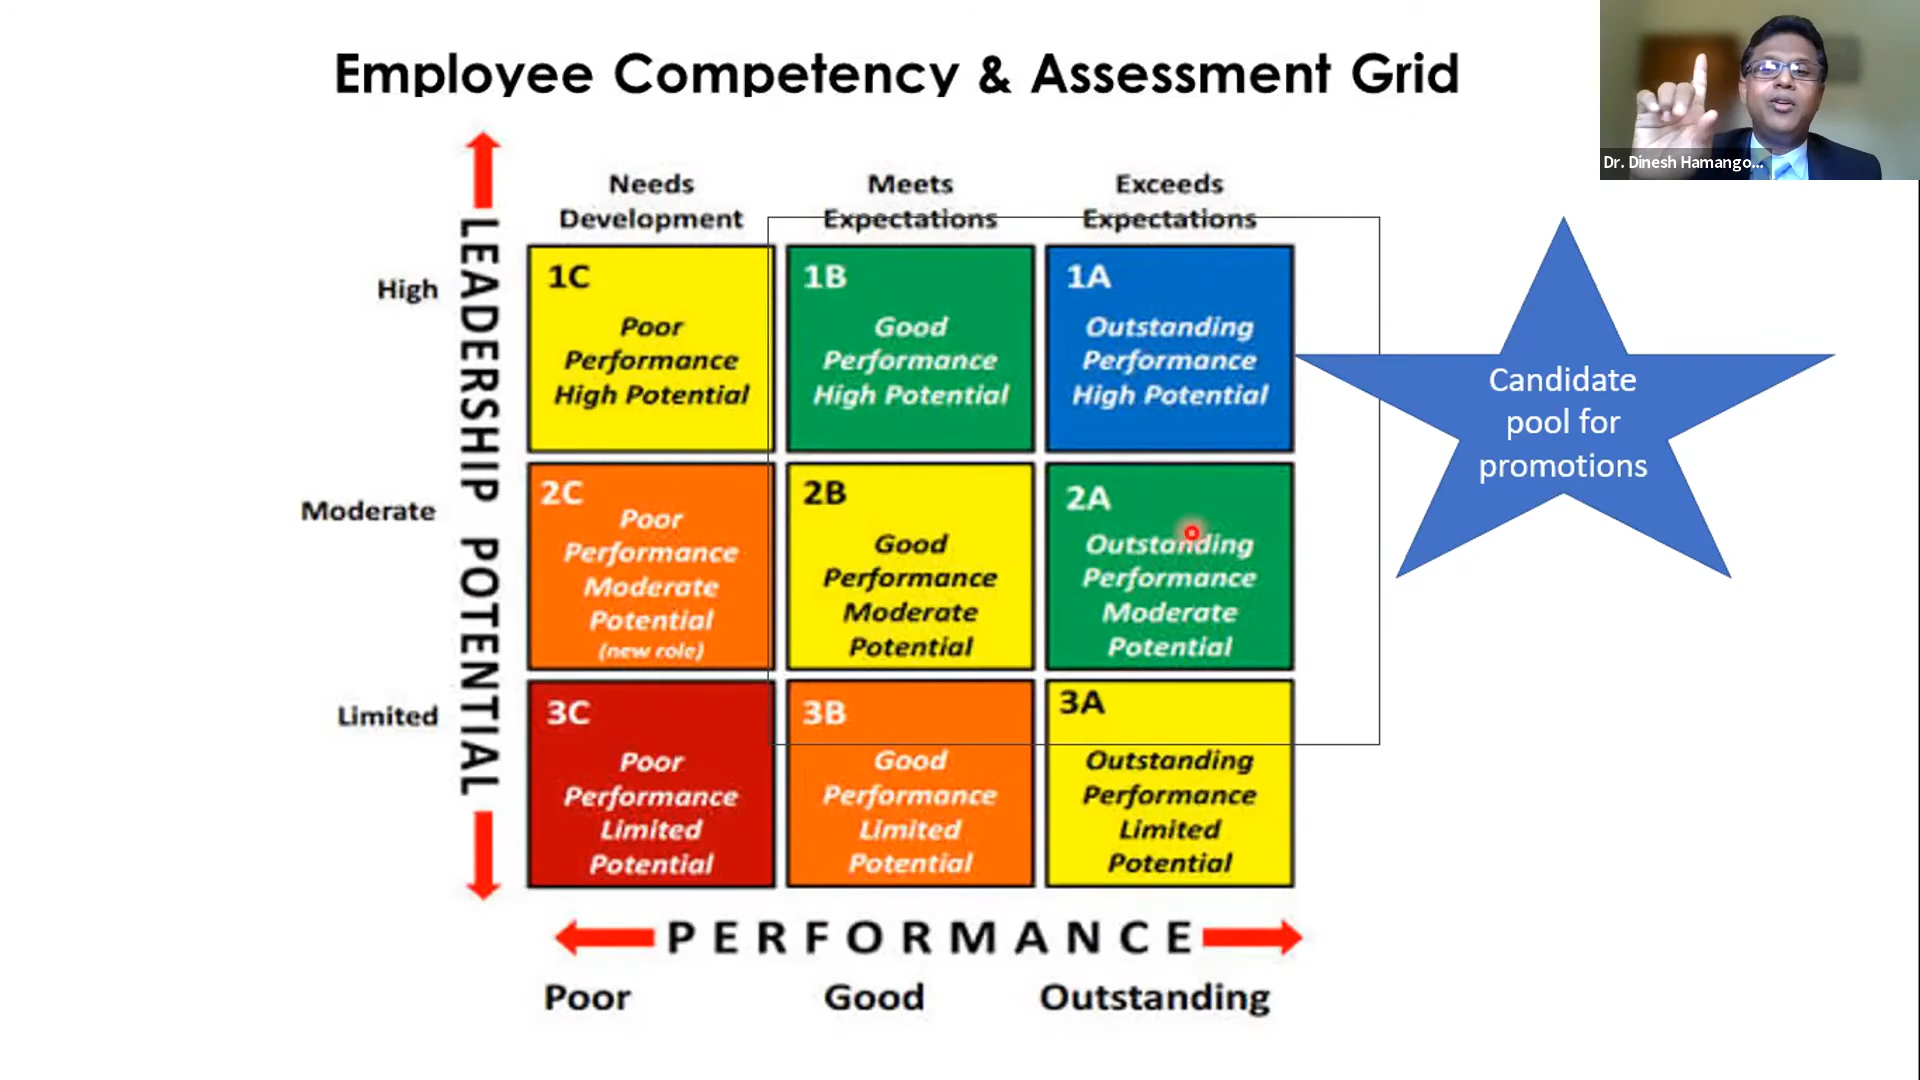 Employee Competency & Assessment Grid
Dr. Dinesh Hamango...
Needs
Development
Meets
Expectations
Exceeds
Expectations
LEADERSHIP POTENTIAL
High
Moderate
Limited
1C
Poor
Performance
High Potential
1B
Good
Performance
High Potential
1A
Outstanding
Performance
High Potential
2C
Poor
Performance
Moderate
Potential
(new role)
2B
Good
Performance
Moderate
Potential
2A
Outstanding
Performance
Moderate
Potential
3C
Poor
Performance
Limited
Potential
3B
Good
Performance
Limited
Potential
3A
Outstanding
Performance
Limited
Potential
Candidate
pool for
promotions
PERFORMANCE
Poor
Good
Outstanding